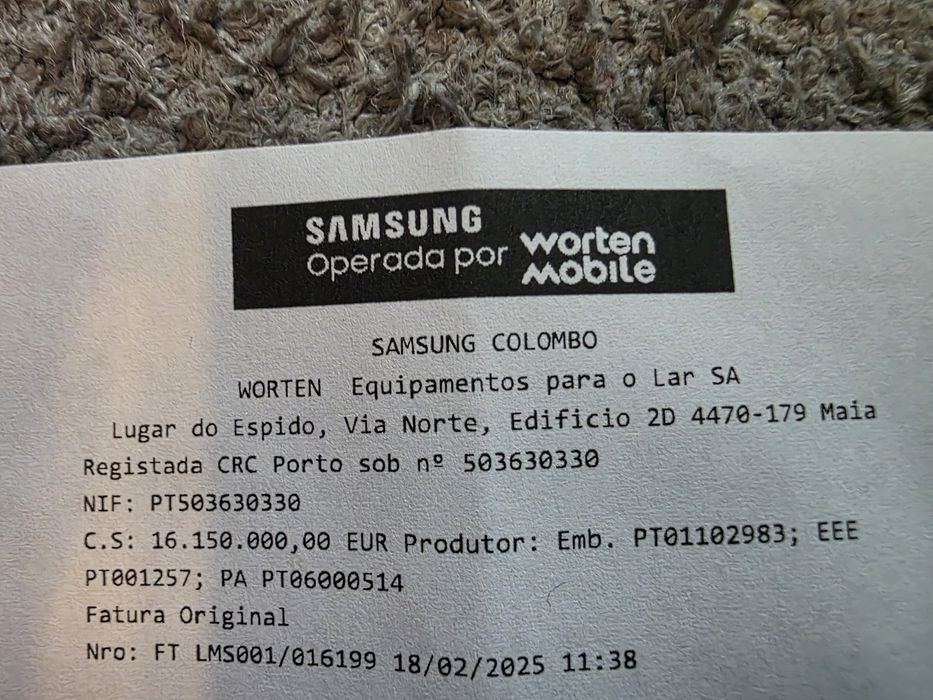 SAMSUNG
Operada por worten mobile
SAMSUNG COLOMBO
WORTEN Equipamentos para o Lar SA
Lugar do Espido, Via Norte, Edificio 2D 4470-179 Maia
Registada CRC Porto sob nº 503630330
NIF: PT503630330
C.S: 16.150.000,00 EUR Produtor: Emb. PT01102983; EEE
PT001257; PA PT06000514
Fatura Original
Nro: FT LMS001/016199 18/02/2025 11:38